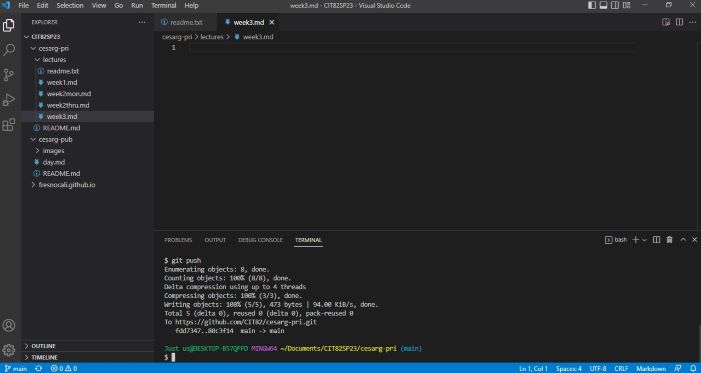 File Edit Selection View Go Run Terminal Help
week3.md - CIT82SP23 - Visual Studio Code
EXPLORER
CIT82SP23
cesarg-pri
lectures
readme.txt
week1.md
week2mon.md
week2thru.md
week3.md
README.md
cesarg-pub
images
day.md
README.md
fresnocali.github.io
OUTLINE
TIMELINE
readme.txt week3.md
cesarg-pri > lectures > week3.md
1
PROBLEMS OUTPUT DEBUG CONSOLE TERMINAL
bash
$ git push
Enumerating objects: 8, done.
Counting objects: 100% (8/8), done.
Delta compression using up to 4 threads
Compressing objects: 100% (3/3), done.
Writing objects: 100% (5/5), 473 bytes | 94.00 KiB/s, done.
Total 5 (delta 0), reused 0 (delta 0), pack-reused 0
To https://github.com/CIT82/cesarg-pri.git
fdd7347..80c3f14 main -> main
Just us@DESKTOP-BS7QFFD MINGW64 ~/Documents/CIT82SP23/cesarg-pri (main)
$
main 0 0
Ln 1, Col 1 Spaces: 4 UTF-8 CRLF Markdown